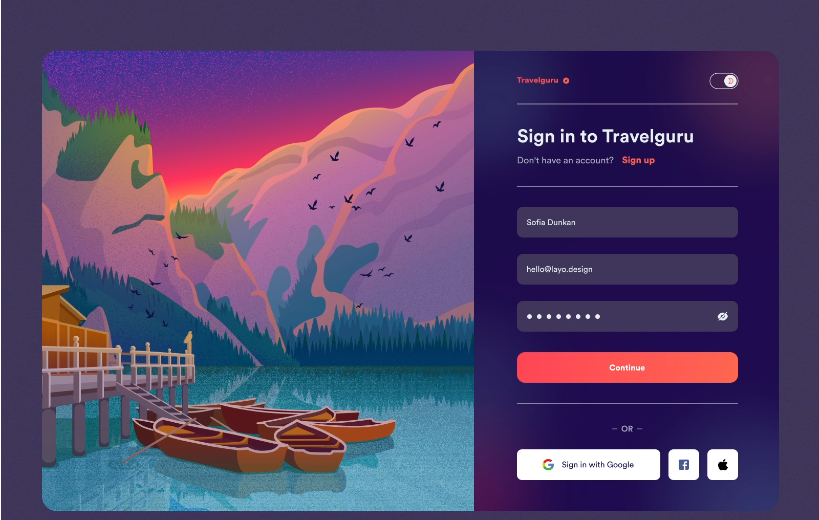 Travelguru
Sign in to Travelguru
Don't have an account? Sign up
Sofia Dunkan
hello@layo.design
Continue
– OR –
Sign in with Google